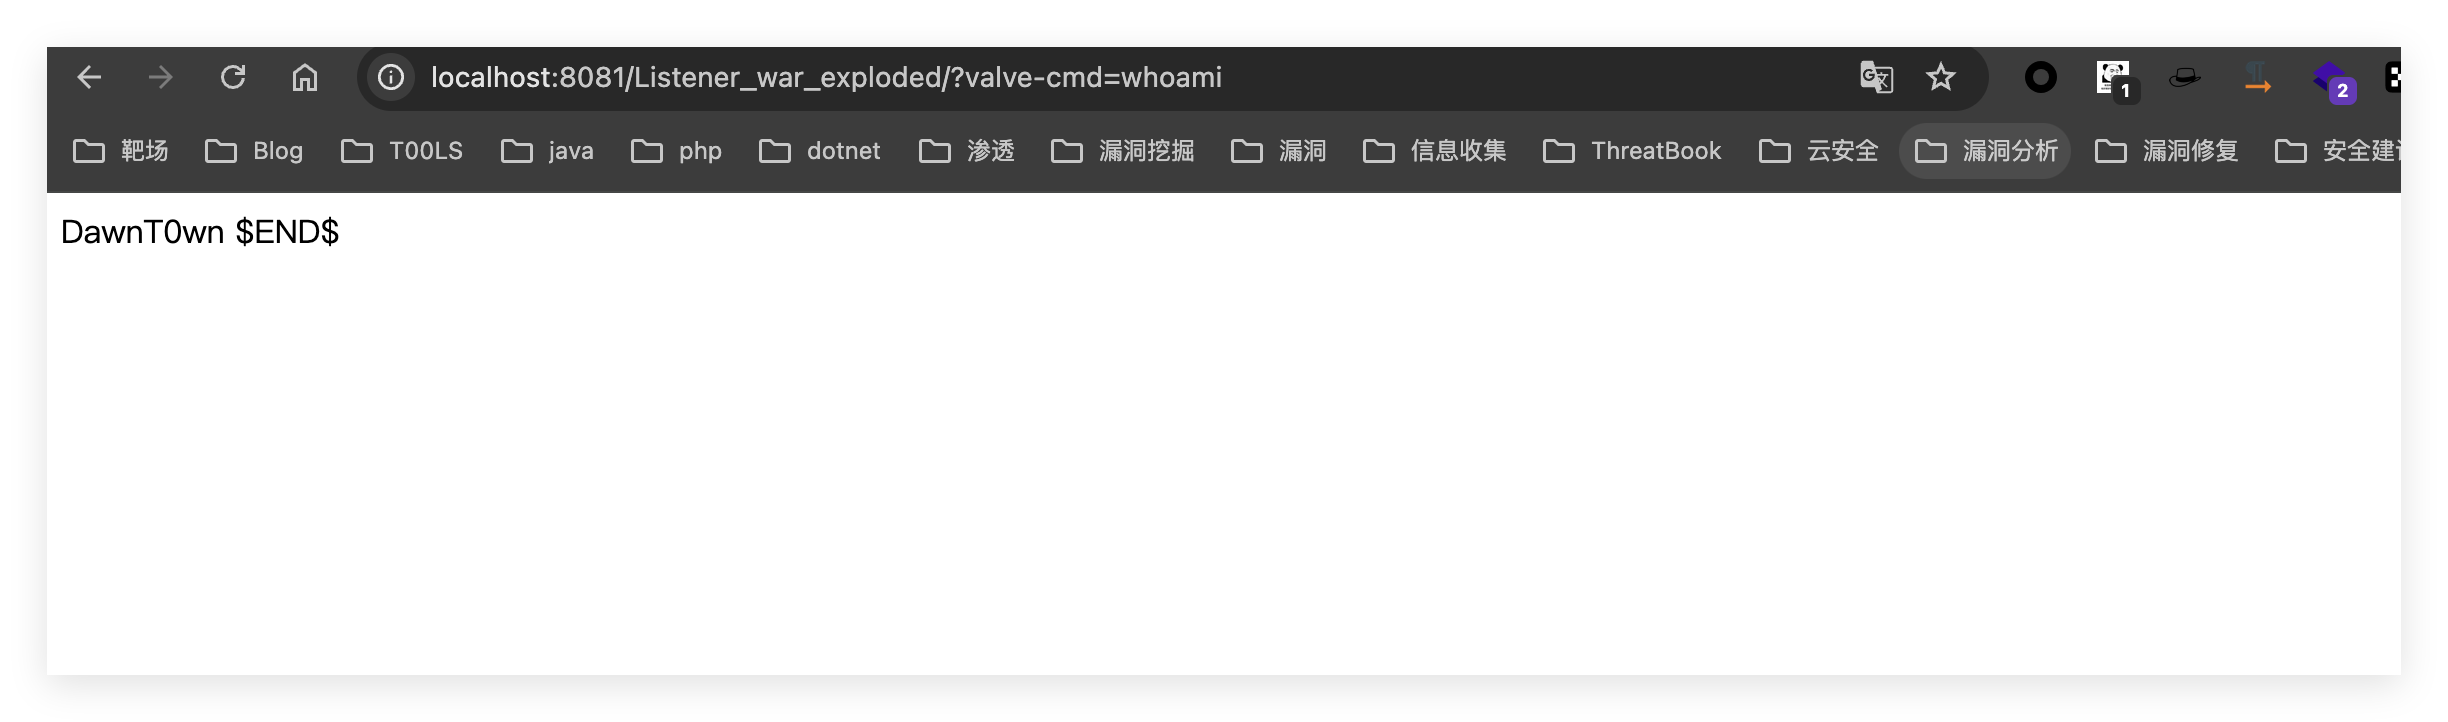 localhost:8081/Listener_war_exploded/?valve-cmd=whoami
1
2
靶场 Blog T00LS java php dotnet 渗透 漏洞挖掘 漏洞 信息收集 ThreatBook 云安全 漏洞分析 漏洞修复 安全建
DawnT0wn $END$